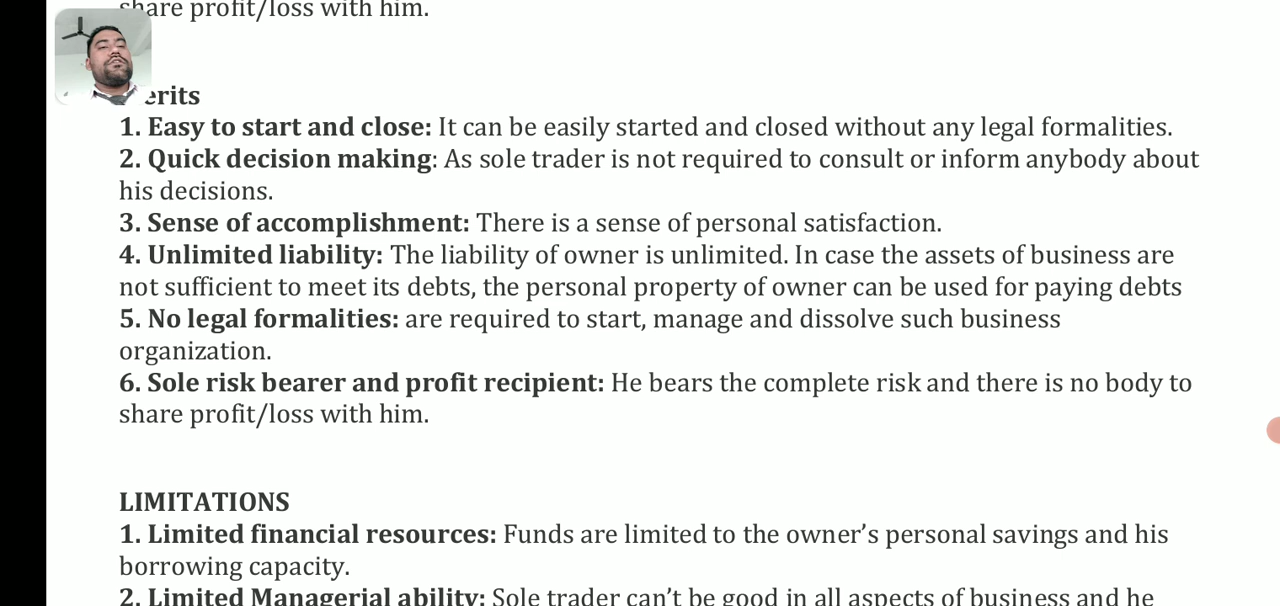 share profit/loss with him.
erits
1. Easy to start and close: It can be easily started and closed without any legal formalities.
2. Quick decision making: As sole trader is not required to consult or inform anybody about
his decisions.
3. Sense of accomplishment: There is a sense of personal satisfaction.
4. Unlimited liability: The liability of owner is unlimited. In case the assets of business are
not sufficient to meet its debts, the personal property of owner can be used for paying debts
5. No legal formalities: are required to start, manage and dissolve such business
organization.
6. Sole risk bearer and profit recipient: He bears the complete risk and there is no body to
share profit/loss with him.
LIMITATIONS
1. Limited financial resources: Funds are limited to the owner’s personal savings and his
borrowing capacity.
2. Limited Managerial ability: Sole trader can’t be good in all aspects of business and he